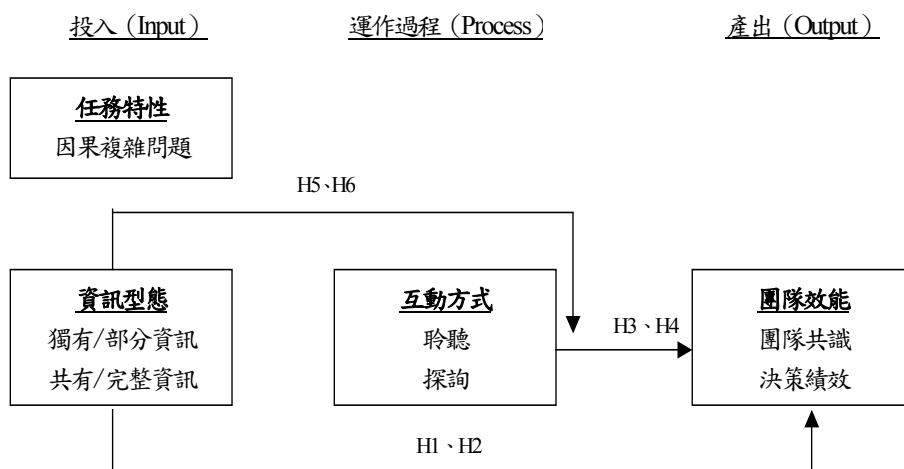 投入（Input） 運作過程（Process） 產出（Output）
任務特性
因果複雜問題
H5、H6
資訊型態
獨有/部分資訊
共有/完整資訊
互動方式
聆聽
探詢
H3、H4
團隊效能
團隊共識
決策績效
H1、H2